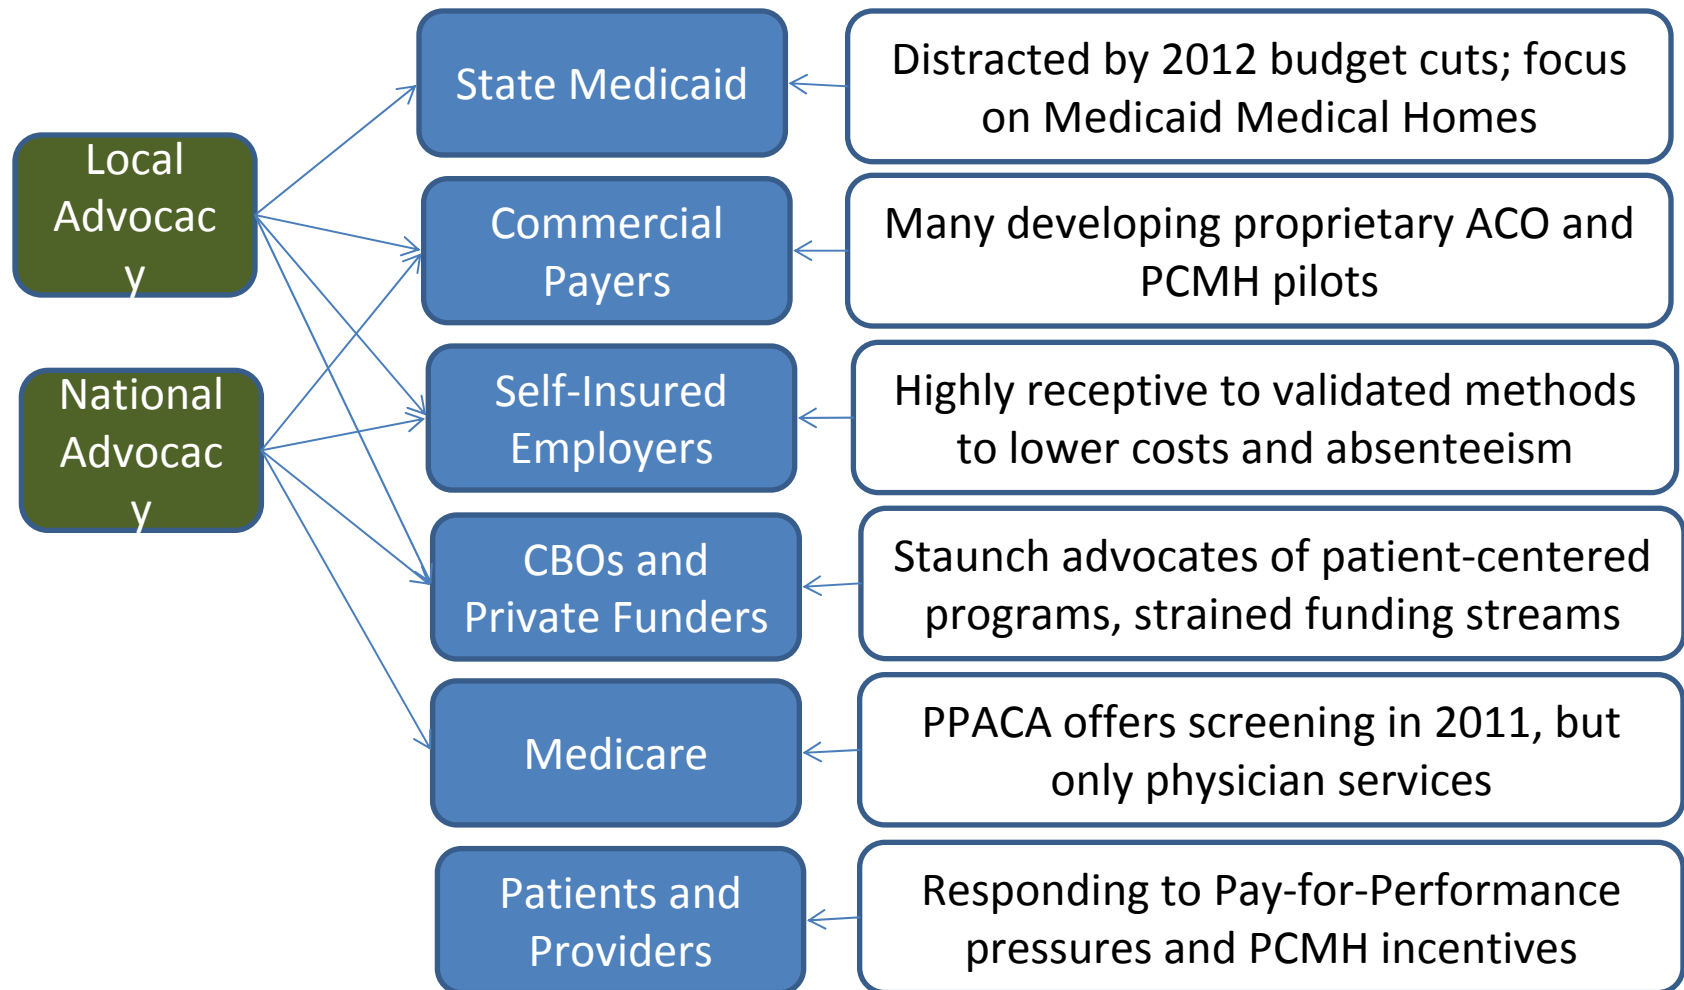 Local
Advocac
y
National
Advocac
y
State Medicaid
Distracted by 2012 budget cuts; focus
on Medicaid Medical Homes
Commercial
Payers
Many developing proprietary ACO and
PCMH pilots
Self-Insured
Employers
Highly receptive to validated methods
to lower costs and absenteeism
CBOs and
Private Funders
Staunch advocates of patient-centered
programs, strained funding streams
Medicare
PPACA offers screening in 2011, but
only physician services
Patients and
Providers
Responding to Pay-for-Performance
pressures and PCMH incentives